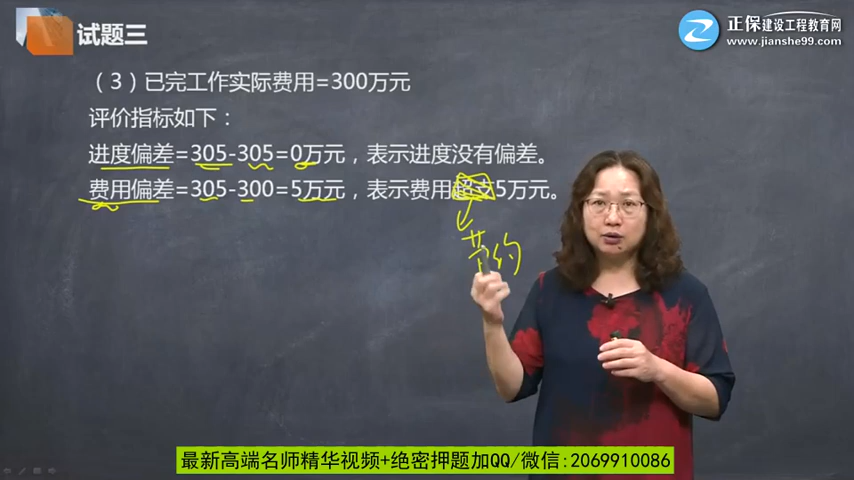 试题三
正保建设工程教育网
www.jianshe99.com
（3）已完工作实际费用=300万元
评价指标如下：
进度偏差=305-305=0万元，表示进度没有偏差。
费用偏差=305-300=5万元，表示费用超支5万元。
节约
最新高端名师精华视频+绝密押题加QQ/微信:2069910086